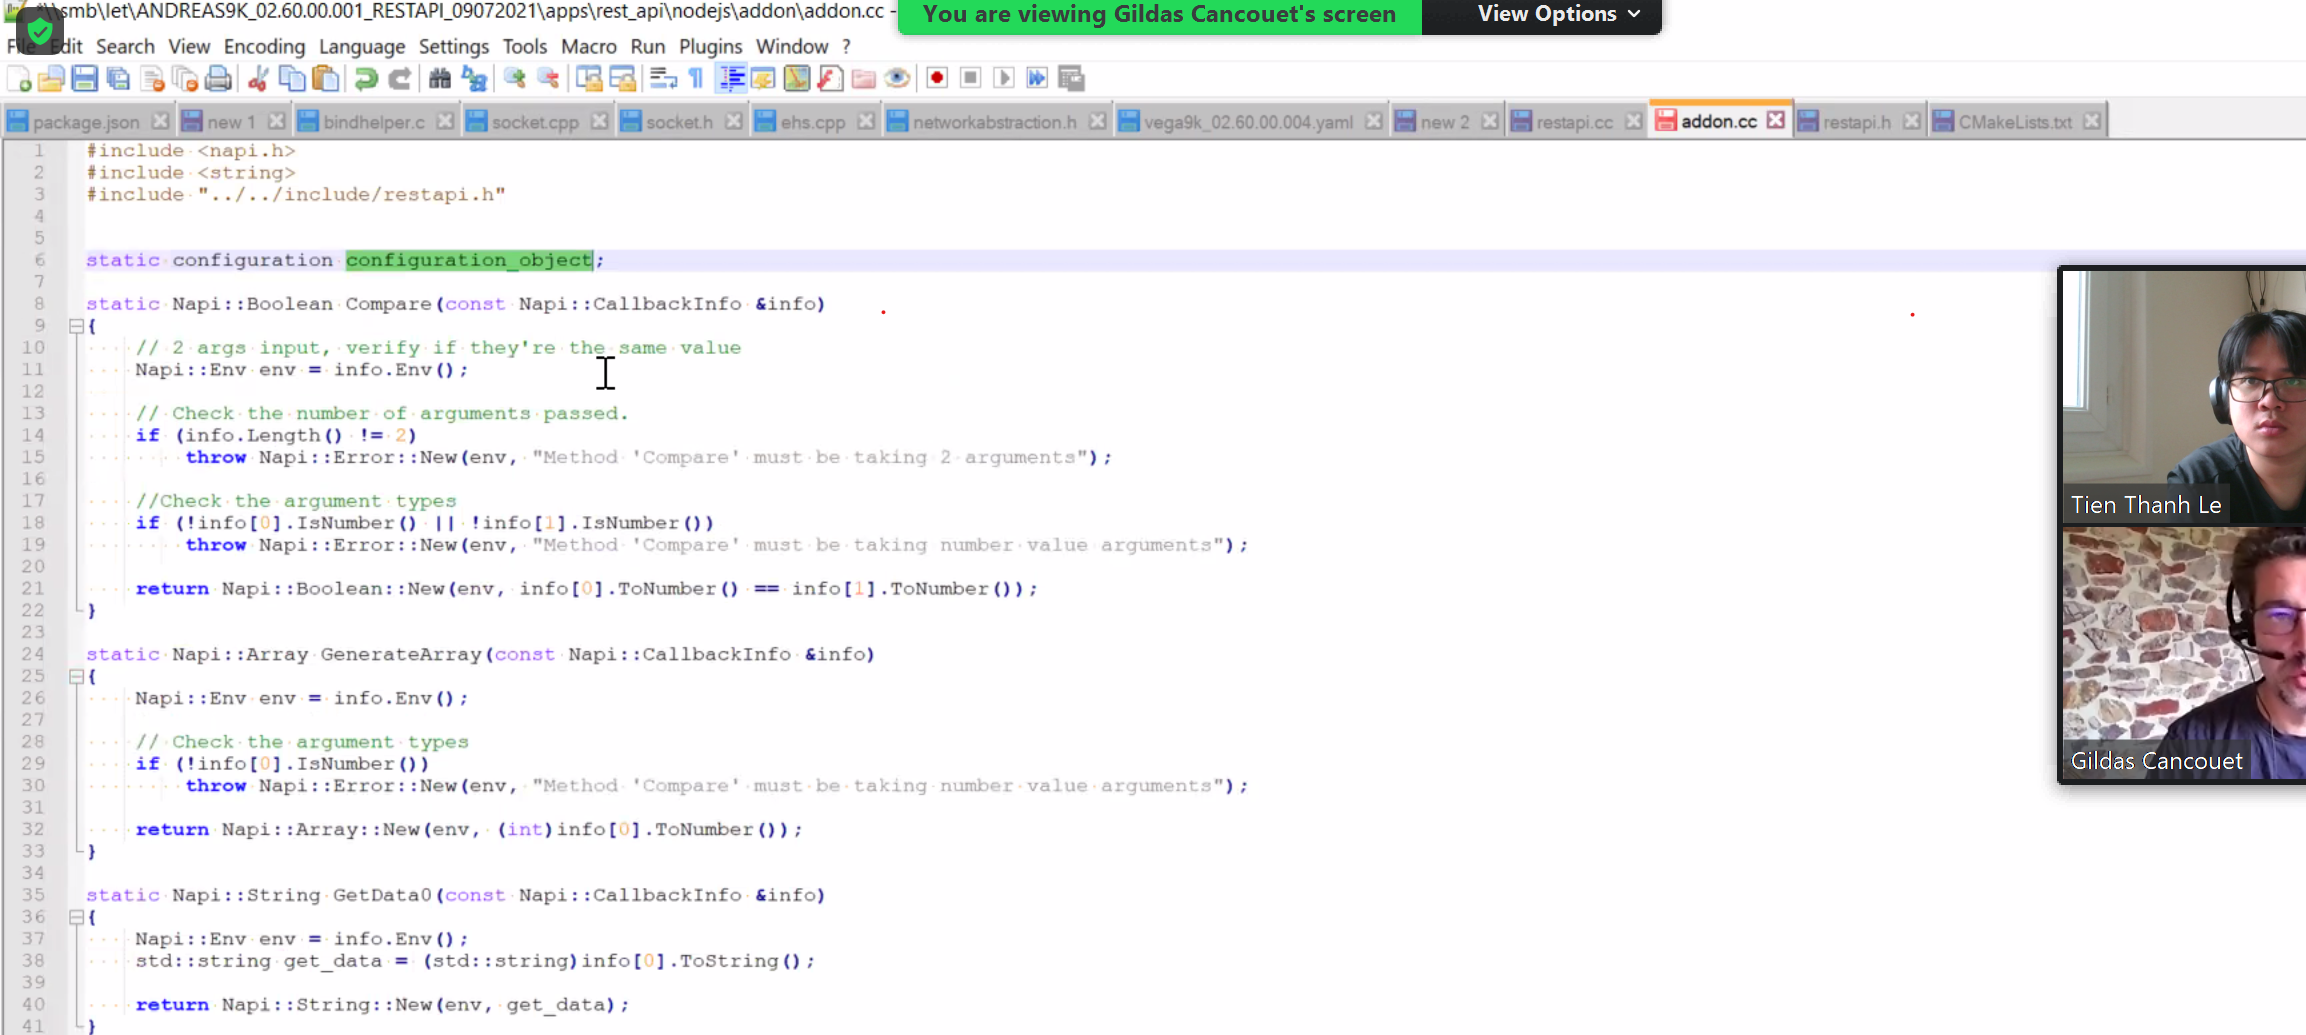 *\\smb\let\ANDREAS9K_02.60.00.001_RESTAPI_09072021\apps\rest_api\nodejs\addon\addon.cc -
You are viewing Gildas Cancouet's screen
View Options
File Edit Search View Encoding Language Settings Tools Macro Run Plugins Window ?
package.json new 1 bindhelper.c socket.cpp socket.h ehs.cpp networkabstraction.h vega9k_02.60.00.004.yaml new 2 restapi.cc addon.cc restapi.h CMakeLists.txt
1 #include <napi.h>
2 #include <string>
3 #include "../../include/restapi.h"
4
5
6 static configuration configuration_object;
7
8 static Napi::Boolean Compare(const Napi::CallbackInfo &info)
9 {
10 // 2 args input, verify if they're the same value
11 Napi::Env env = info.Env();
12
13 // Check the number of arguments passed.
14 if (info.Length() != 2)
15 throw Napi::Error::New(env, "Method 'Compare' must be taking 2 arguments");
16
17 //Check the argument types
18 if (!info[0].IsNumber() || !info[1].IsNumber())
19 throw Napi::Error::New(env, "Method 'Compare' must be taking number value arguments");
20
21 return Napi::Boolean::New(env, info[0].ToNumber() == info[1].ToNumber());
22 }
23
24 static Napi::Array GenerateArray(const Napi::CallbackInfo &info)
25 {
26 Napi::Env env = info.Env();
27
28 // Check the argument types
29 if (!info[0].IsNumber())
30 throw Napi::Error::New(env, "Method 'Compare' must be taking number value arguments");
31
32 return Napi::Array::New(env, (int)info[0].ToNumber());
33 }
34
35 static Napi::String GetData0(const Napi::CallbackInfo &info)
36 {
37 Napi::Env env = info.Env();
38 std::string get_data = (std::string)info[0].ToString();
39
40 return Napi::String::New(env, get_data);
41 }
Tien Thanh Le
Gildas Cancouet